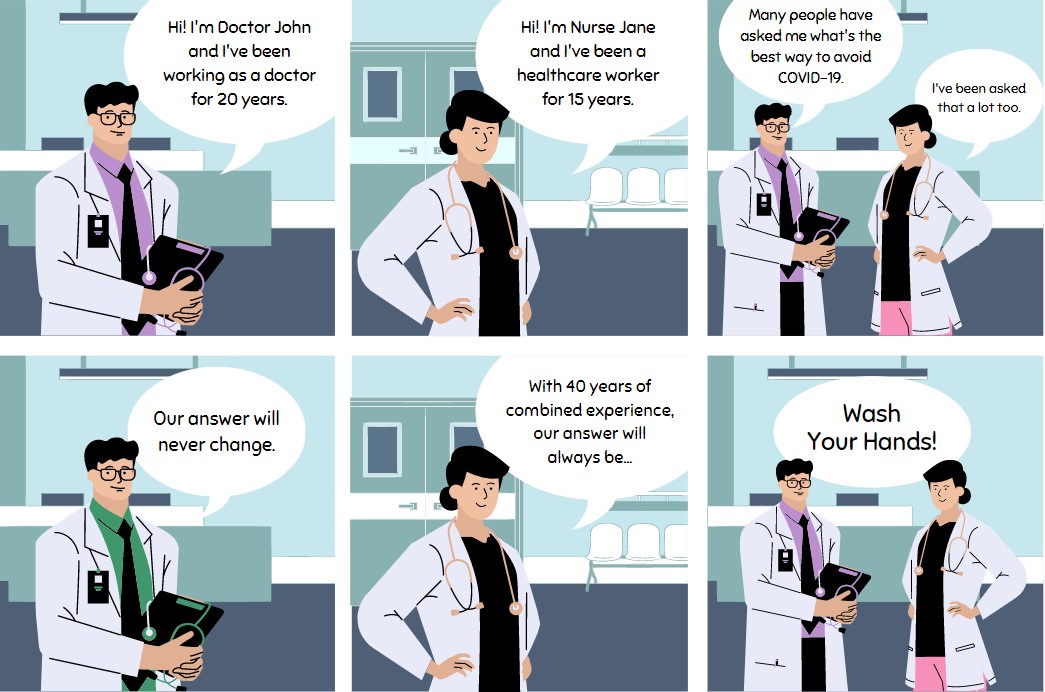 Hi! I'm Doctor John
and I've been
working as a doctor
for 20 years.
Hi! I'm Nurse Jane
and I've been a
healthcare worker
for 15 years.
Many people have
asked me what's the
best way to avoid
COVID-19.
I've been asked
that a lot too.
Our answer will
never change.
With 40 years of
combined experience,
our answer will
always be...
Wash
Your Hands!